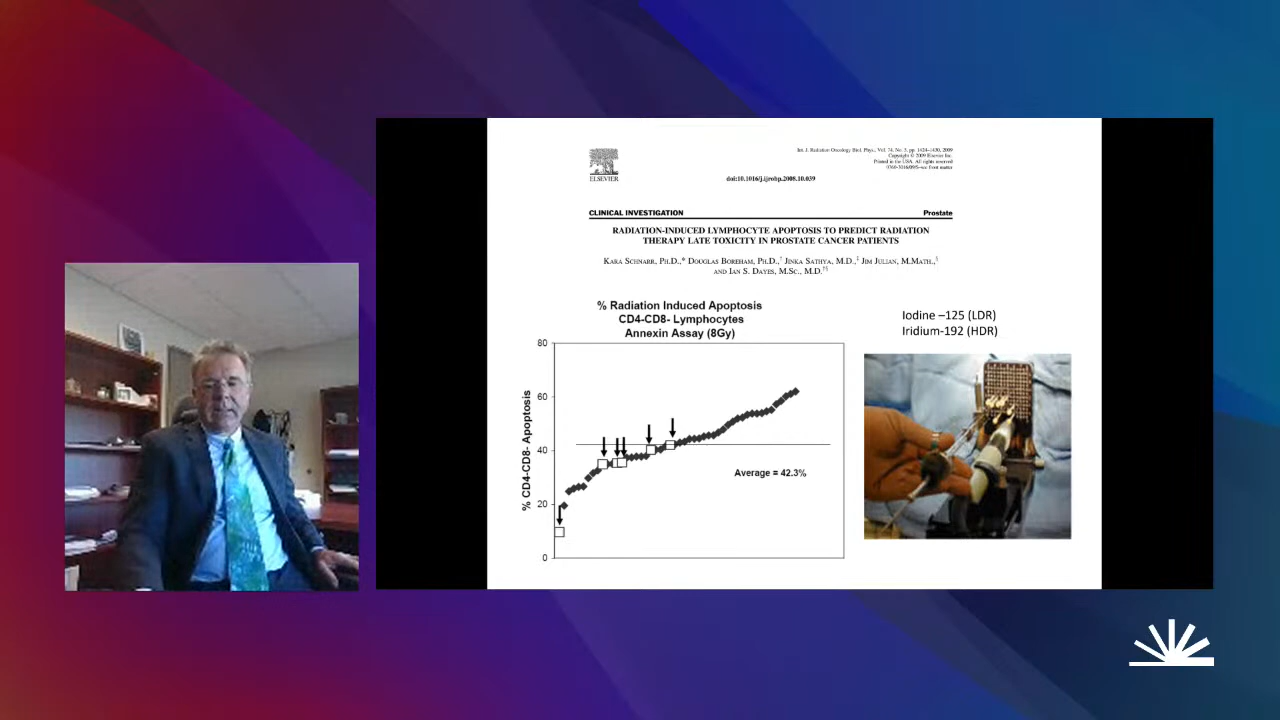 Int. J. Radiation Oncology Biol. Phys., Vol. 74, No. 5, pp. 1424–1430, 2009
Copyright © 2009 Elsevier Inc.
Printed in the USA. All rights reserved
0360-3016/09/$–see front matter
ELSEVIER
doi:10.1016/j.ijrobp.2008.10.039
CLINICAL INVESTIGATION
Prostate
RADIATION-INDUCED LYMPHOCYTE APOPTOSIS TO PREDICT RADIATION
THERAPY LATE TOXICITY IN PROSTATE CANCER PATIENTS
KARA SCHNARR, PH.D.,* DOUGLAS BOREHAM, PH.D.,† JINKA SATHYA, M.D.,‡ JIM JULIAN, M.MATH.,§
AND IAN S. DAYES, M.SC., M.D.†§
% Radiation Induced Apoptosis
CD4-CD8- Lymphocytes
Annexin Assay (8Gy)
% CD4-CD8- Apoptosis
80
60
40
20
0
Average = 42.3%
Iodine –125 (LDR)
Iridium-192 (HDR)